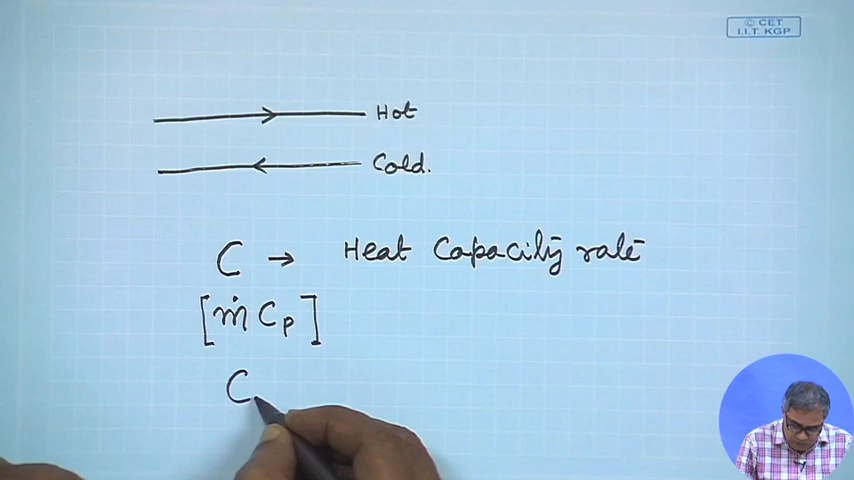 © CET
I.I.T. KGP
Hot
Cold.
C → Heat Capacity rate
[ṁ Cp]
C